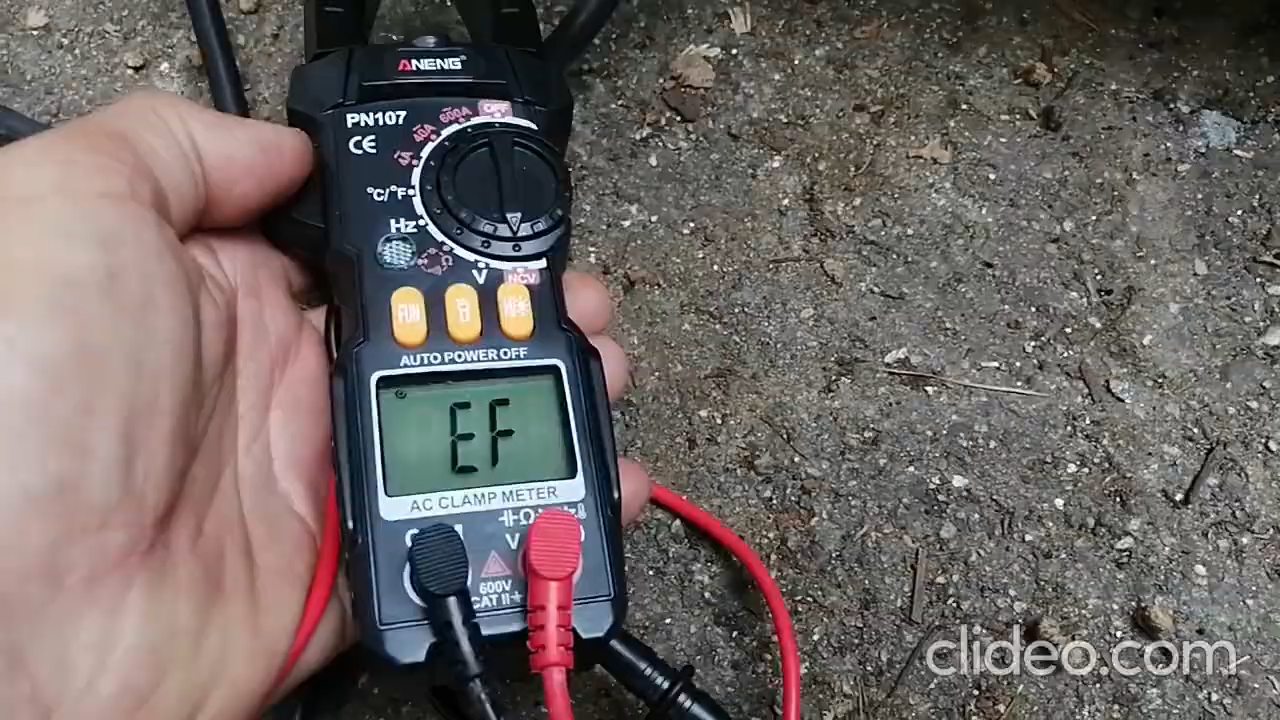 ANENG
PN107
CE
4A 40A 600A OFF
°C/°F
Hz
Ω
V NCV
FUN
AUTO POWER OFF
EF
AC CLAMP METER
Ω
V
600V
CAT II
clideo.com